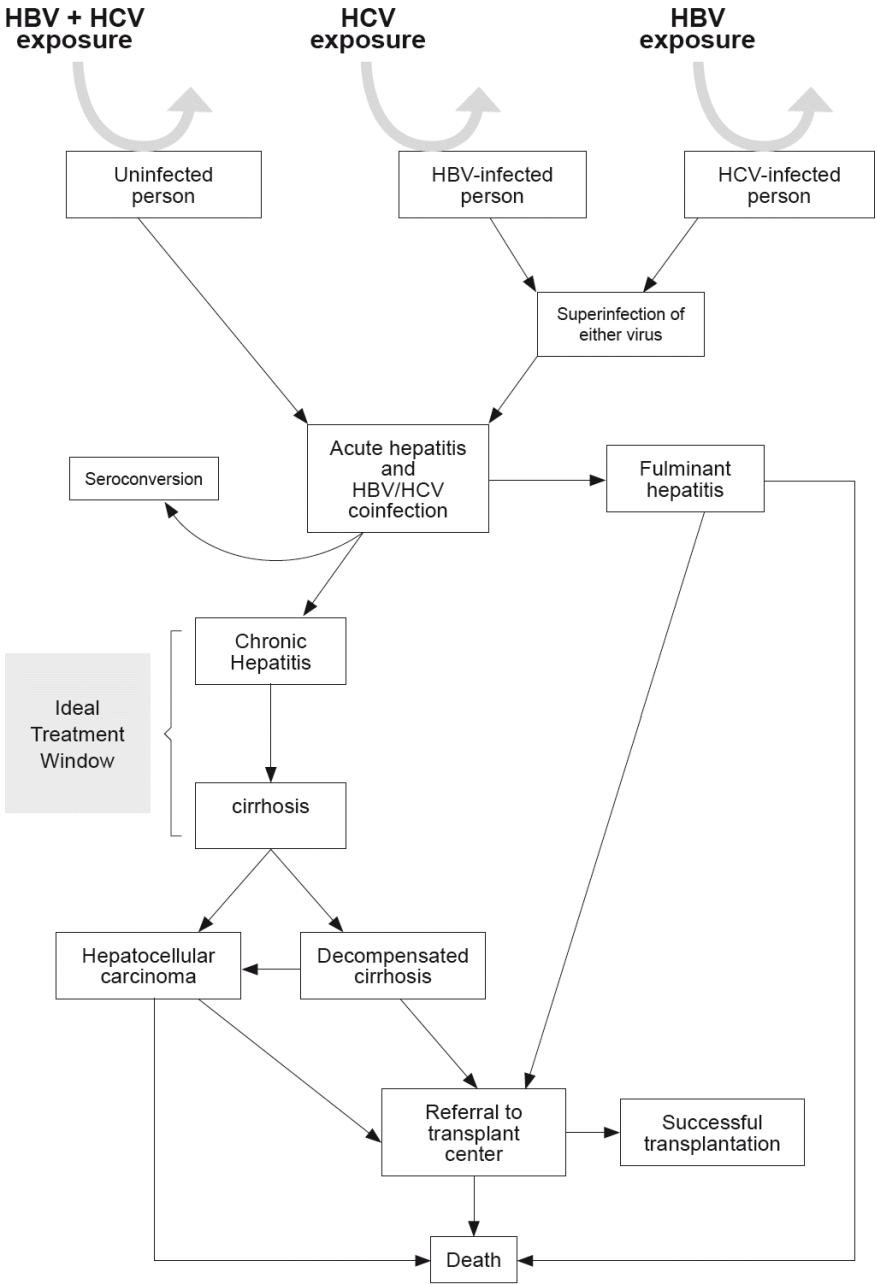 HBV + HCV
exposure
HCV
exposure
HBV
exposure
Uninfected
person
HBV-infected
person
HCV-infected
person
Superinfection of
either virus
Acute hepatitis
and
HBV/HCV
coinfection
Fulminant
hepatitis
Seroconversion
Chronic
Hepatitis
Ideal
Treatment
Window
cirrhosis
Hepatocellular
carcinoma
Decompensated
cirrhosis
Referral to
transplant
center
Successful
transplantation
Death